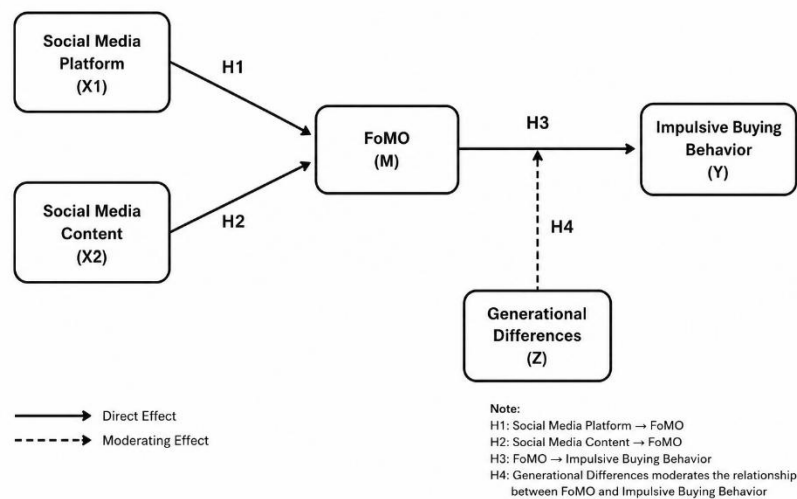 Social Media
Platform
(X1)
H1
FoMO
(M)
H3
Impulsive Buying
Behavior
(Y)
Social Media
Content
(X2)
H2
H4
Generational
Differences
(Z)
Direct Effect
Moderating Effect
Note:
H1: Social Media Platform → FoMO
H2: Social Media Content → FoMO
H3: FoMO → Impulsive Buying Behavior
H4: Generational Differences moderates the relationship
between FoMO and Impulsive Buying Behavior